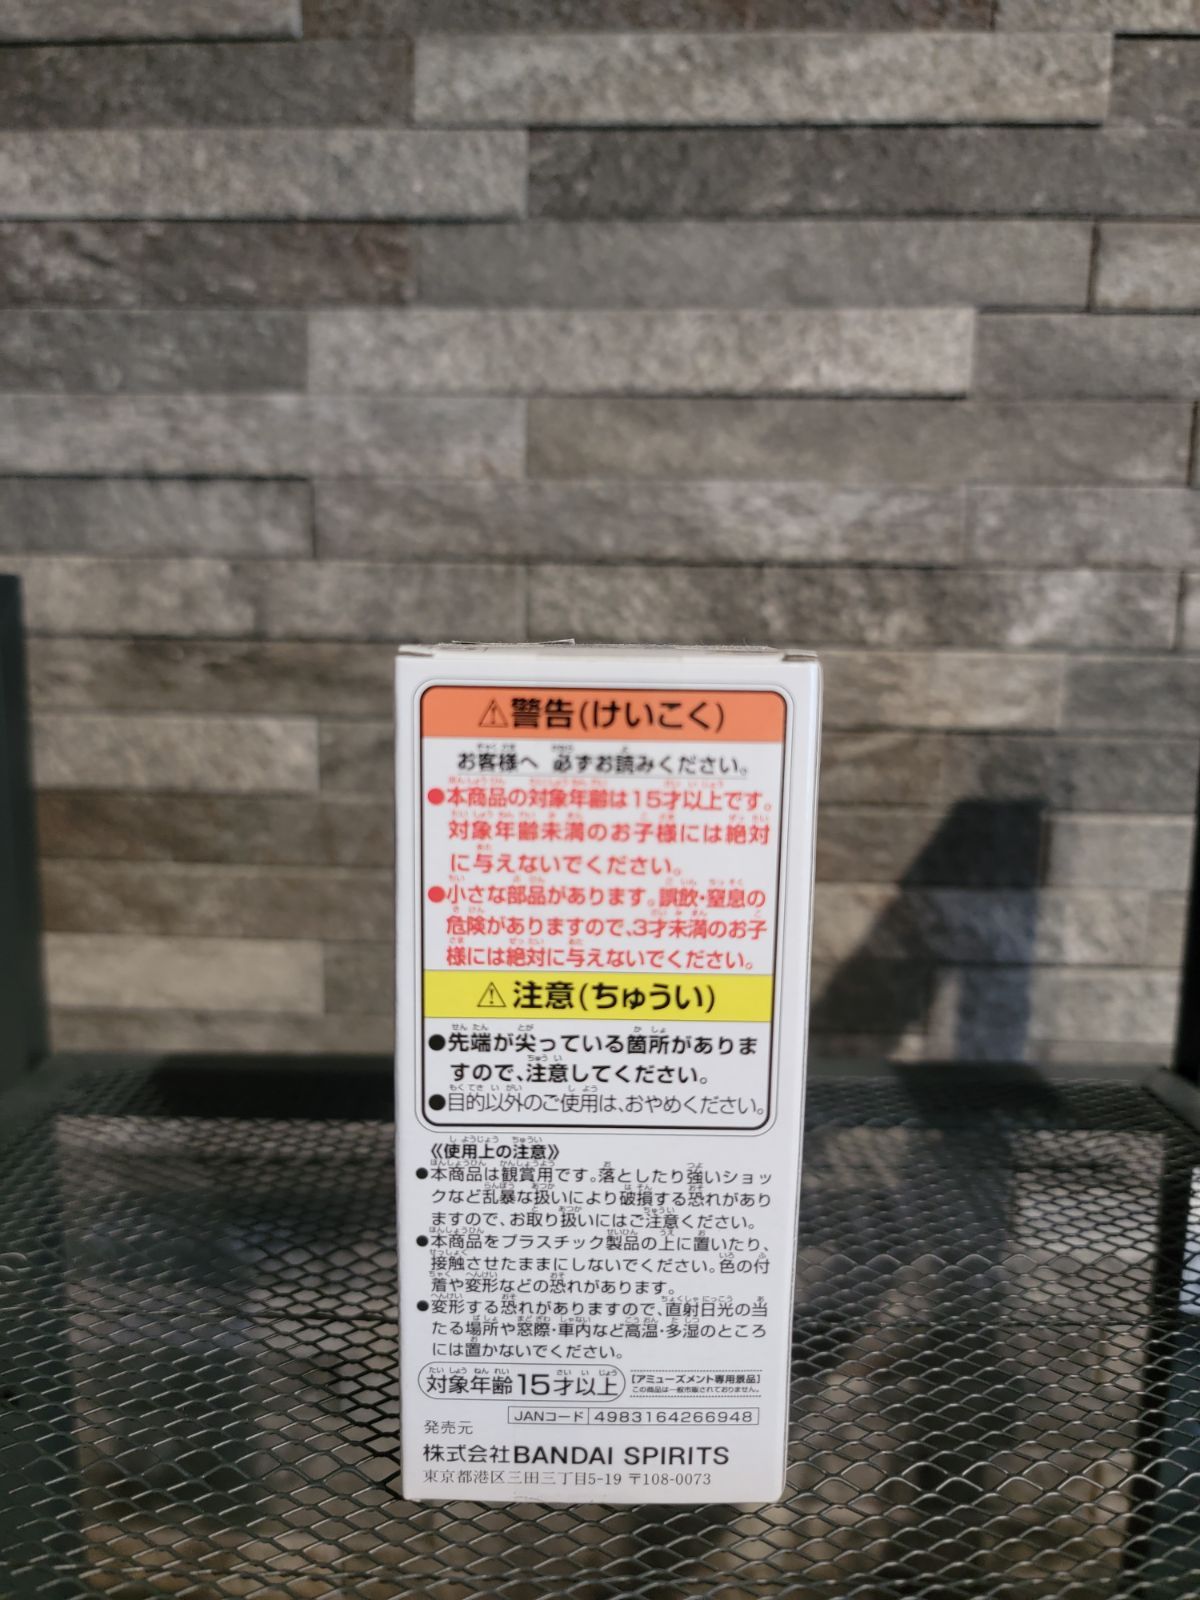 ⚠警告(けいこく)
お客様へ 必ずお読みください。
●本商品の対象年齢は15才以上です。
対象年齢未満のお子様には絶対
に与えないでください。
●小さな部品があります。誤飲・窒息の
危険がありますので、3才未満のお子
様には絶対に与えないでください。
⚠注意(ちゅうい)
●先端が尖っている箇所がありま
すので、注意してください。
●目的以外のご使用は、おやめください。
《使用上の注意》
●本商品は観賞用です。落としたり強いショッ
クなど乱暴な扱いにより破損する恐れがあり
ますので、お取り扱いにはご注意ください。
●本商品をプラスチック製品の上に置いたり、
接触させたままにしないでください。色の付
着や変形などの恐れがあります。
●変形する恐れがありますので、直射日光の当
たる場所や窓際・車内など高温・多湿のところ
には置かないでください。
対象年齢15才以上
[アミューズメント専用景品]
この商品は一般市販されておりません。
JANコード 4983164266948
発売元
株式会社BANDAI SPIRITS
東京都港区三田三丁目5-19 〒108-0073